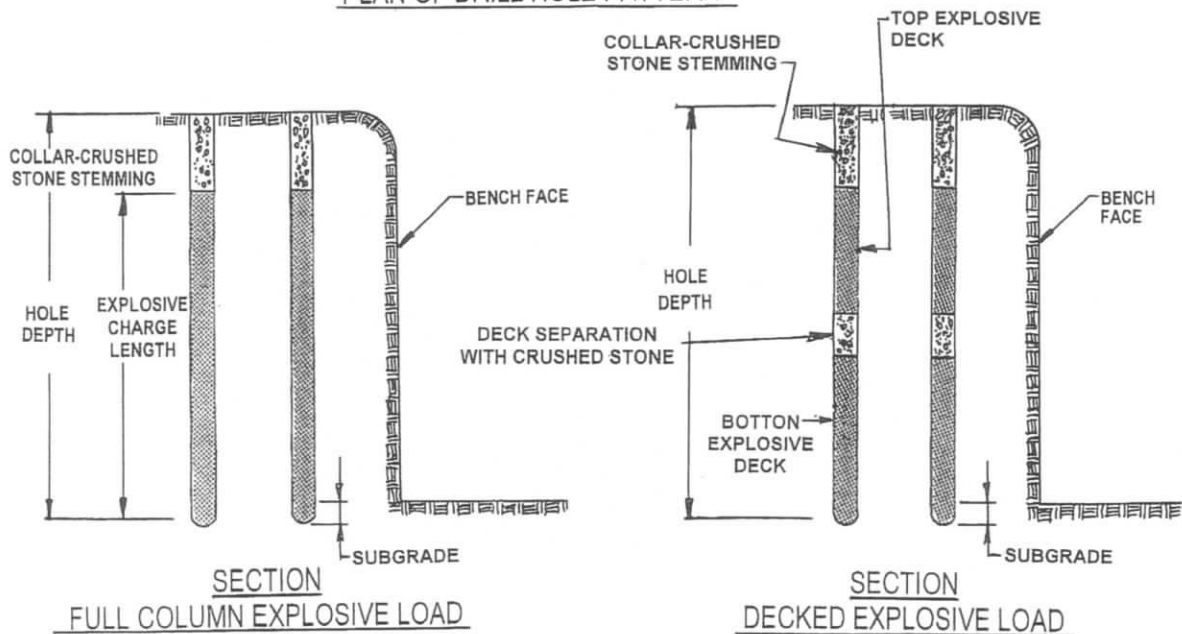 PLAN OF DRILL HOLE PATTERN
COLLAR-CRUSHED
STONE STEMMING
HOLE
DEPTH
EXPLOSIVE
CHARGE
LENGTH
BENCH FACE
SUBGRADE
SECTION
FULL COLUMN EXPLOSIVE LOAD
COLLAR-CRUSHED
STONE STEMMING
TOP EXPLOSIVE
DECK
HOLE
DEPTH
BENCH
FACE
DECK SEPARATION
WITH CRUSHED STONE
BOTTON
EXPLOSIVE
DECK
SUBGRADE
SECTION
DECKED EXPLOSIVE LOAD